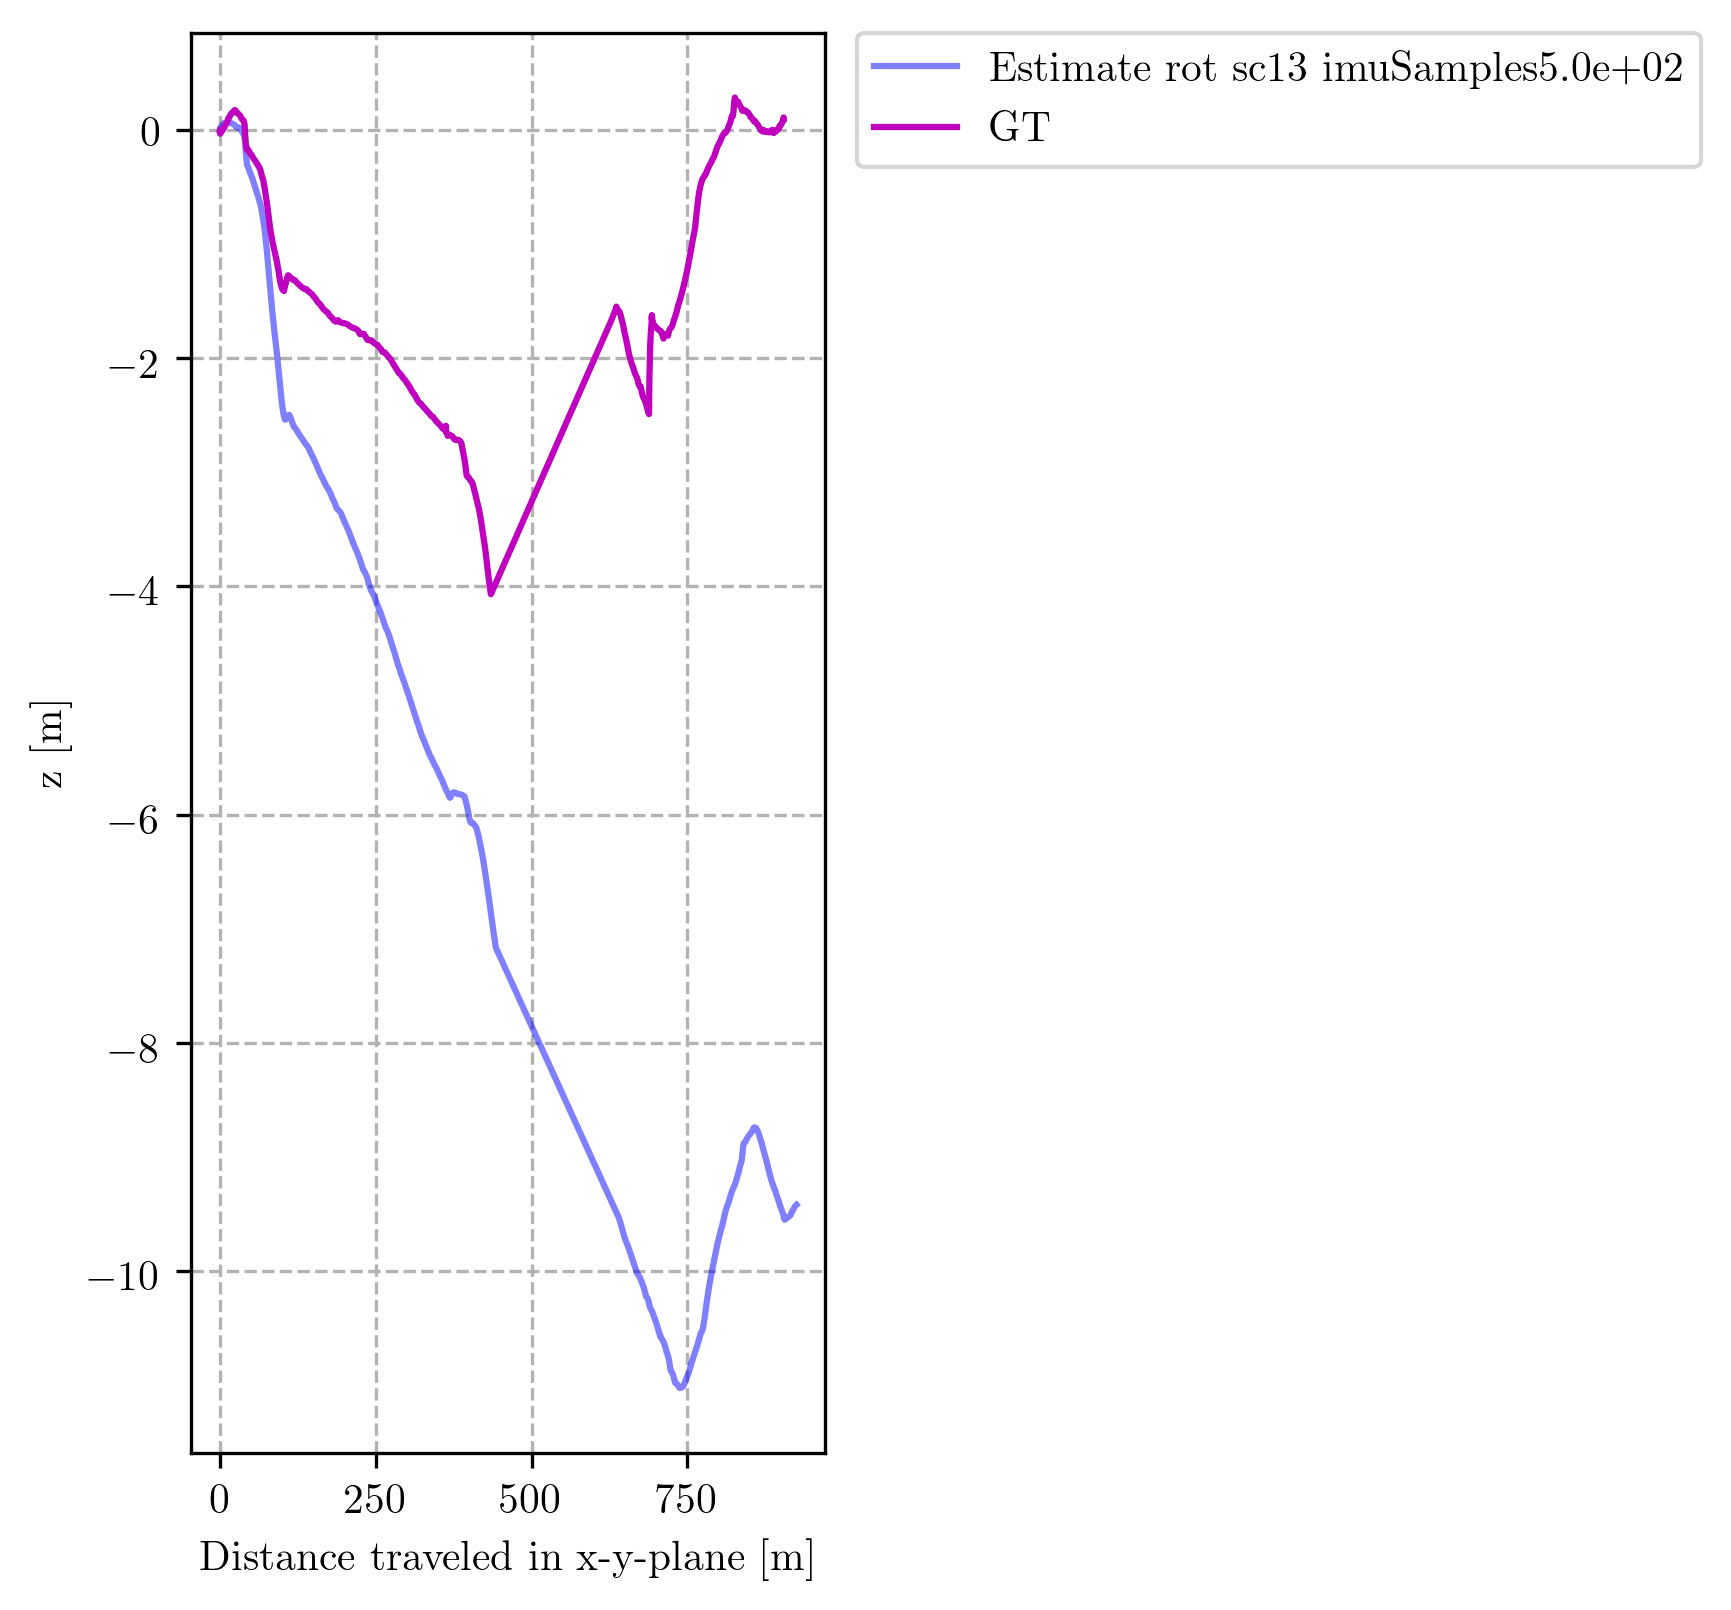 Estimate rot sc13 imuSamples5.0e+02
GT
0
−2
−4
−6
−8
−10
z [m]
0 250 500 750
Distance traveled in x-y-plane [m]